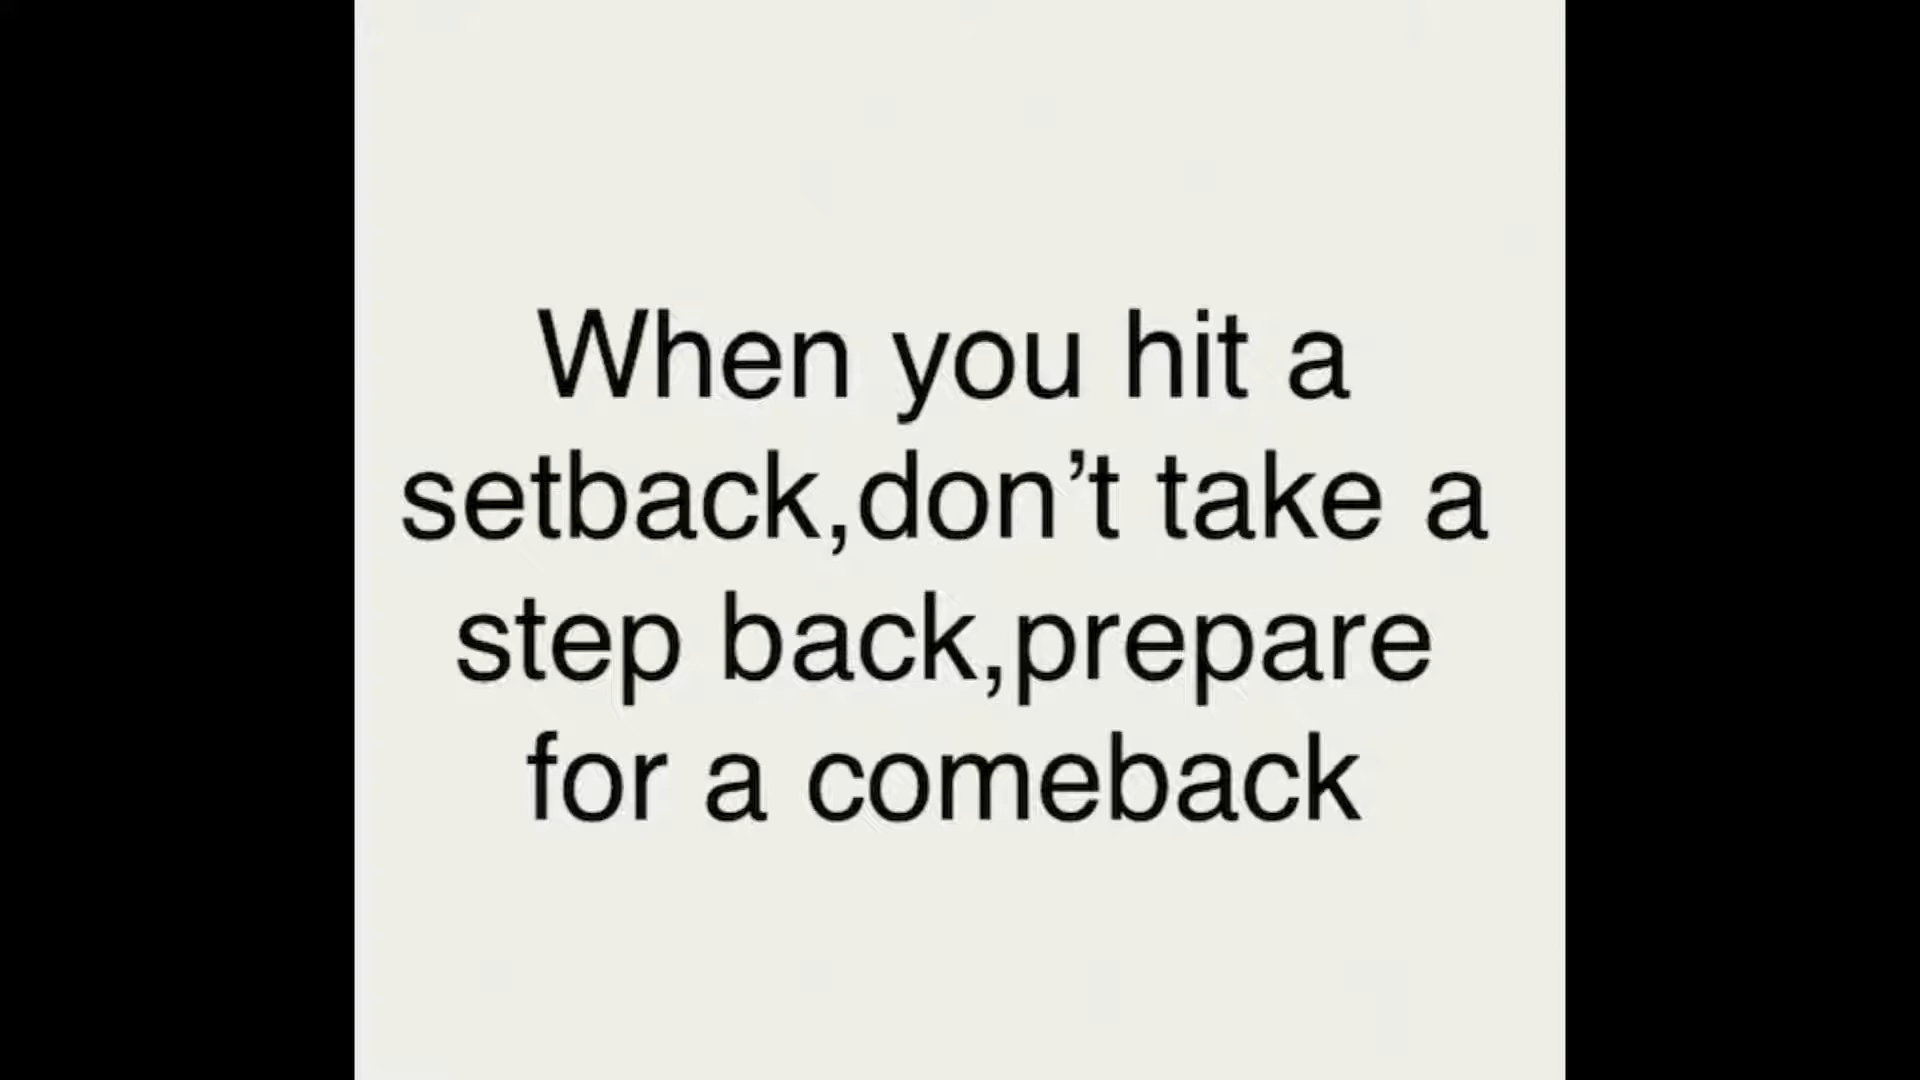 When you hit a
setback,don’t take a
step back,prepare
for a comeback